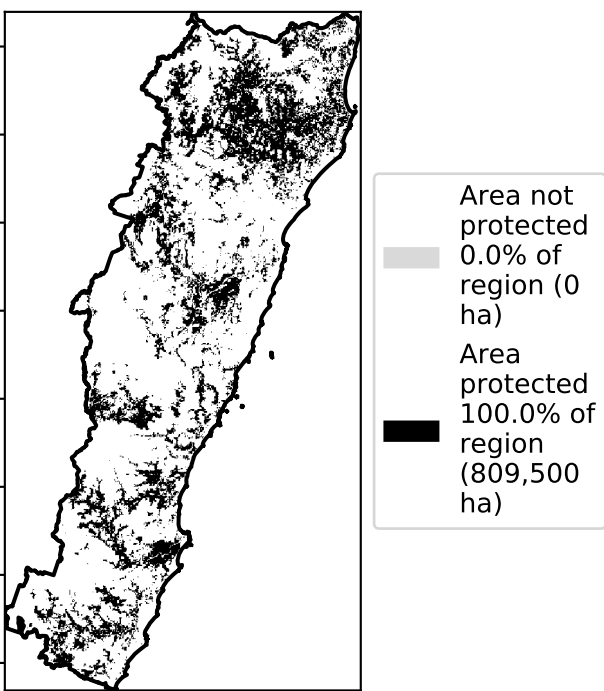 Area not
protected
0.0% of
region (0
ha)
Area
protected
100.0% of
region
(809,500
ha)